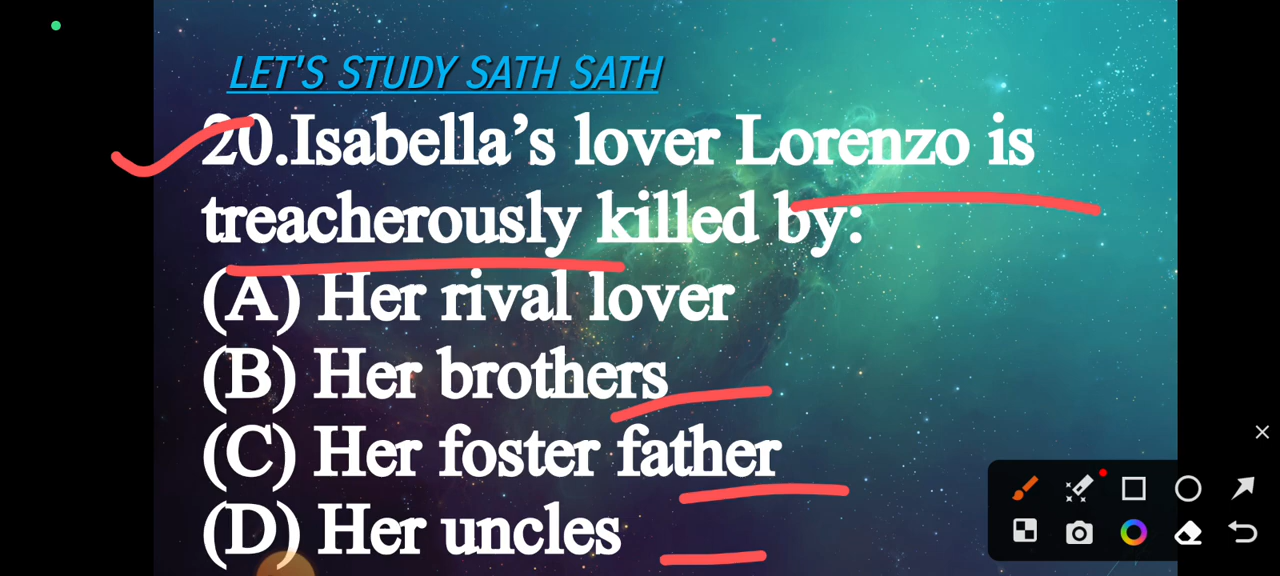 LET'S STUDY SATH SATH
20.Isabella’s lover Lorenzo is
treacherously killed by:
(A) Her rival lover
(B) Her brothers
(C) Her foster father
(D) Her uncles